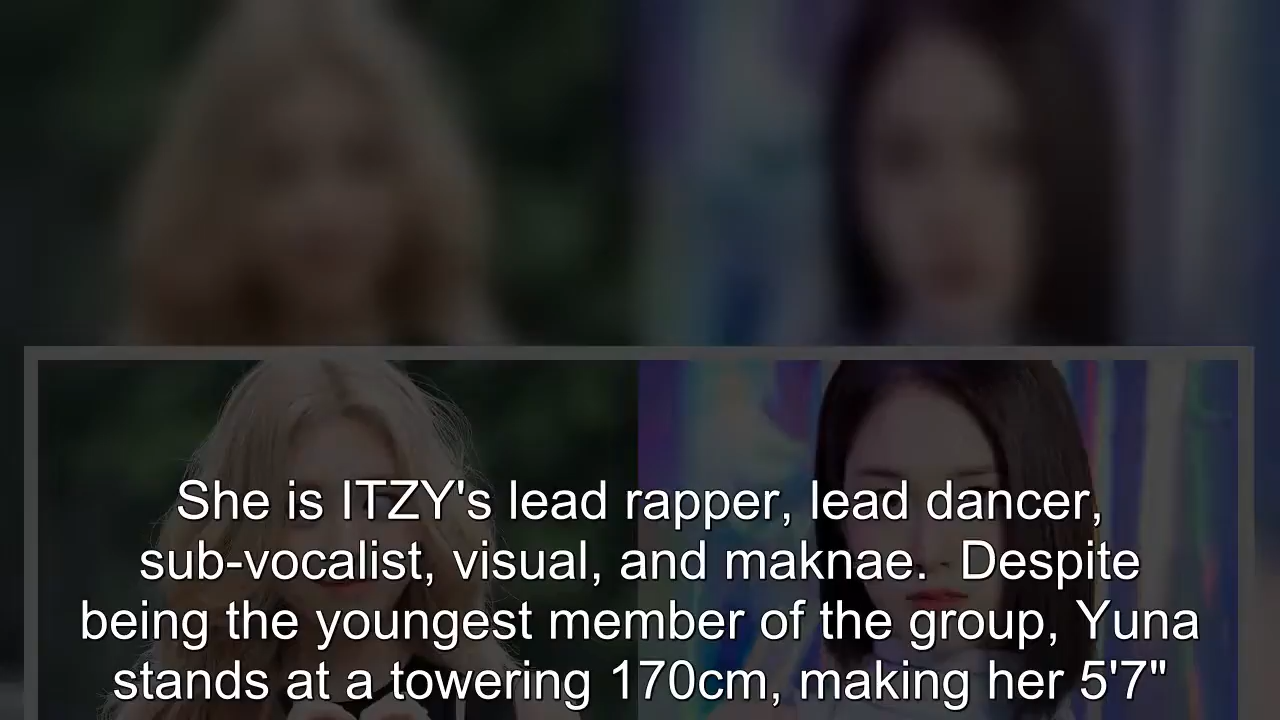 She is ITZY's lead rapper, lead dancer,
sub-vocalist, visual, and maknae.  Despite
being the youngest member of the group, Yuna
stands at a towering 170cm, making her 5'7"